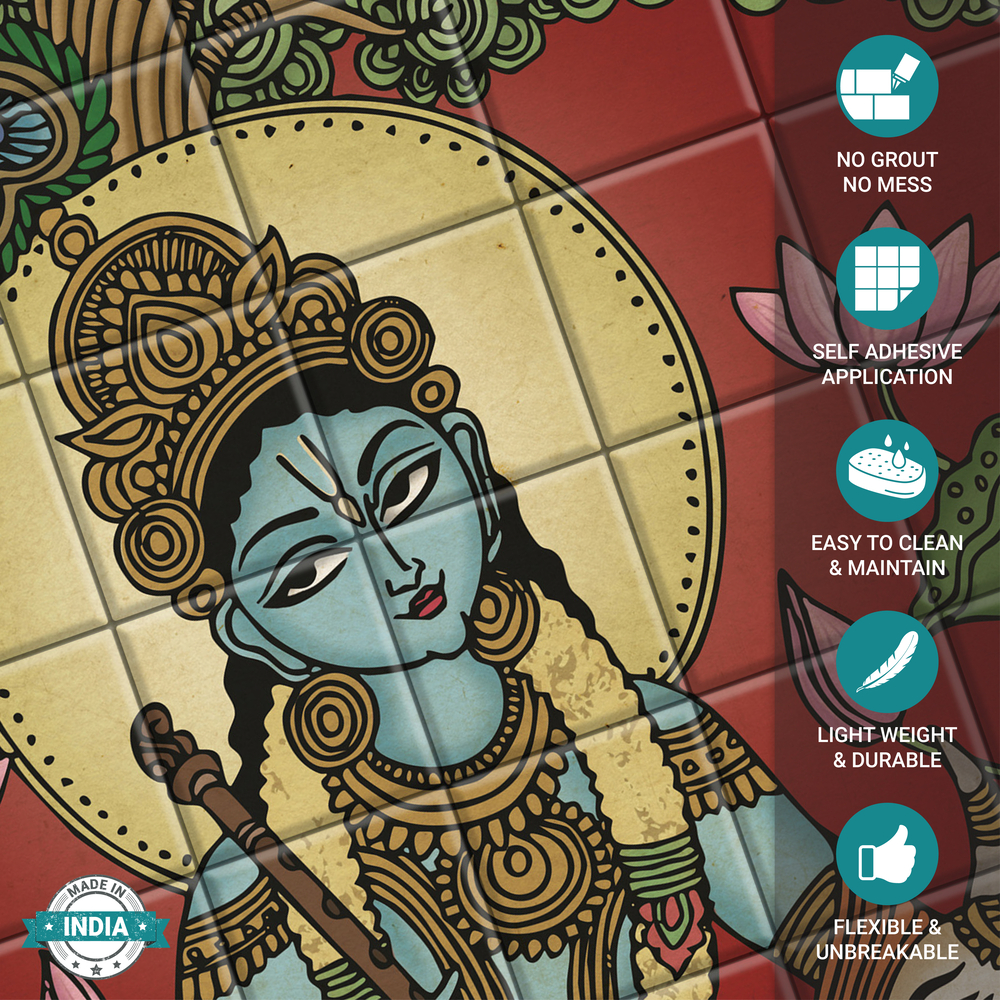 NO GROUT
NO MESS
SELF ADHESIVE
APPLICATION
EASY TO CLEAN
& MAINTAIN
LIGHT WEIGHT
& DURABLE
FLEXIBLE &
UNBREAKABLE
MADE IN
INDIA